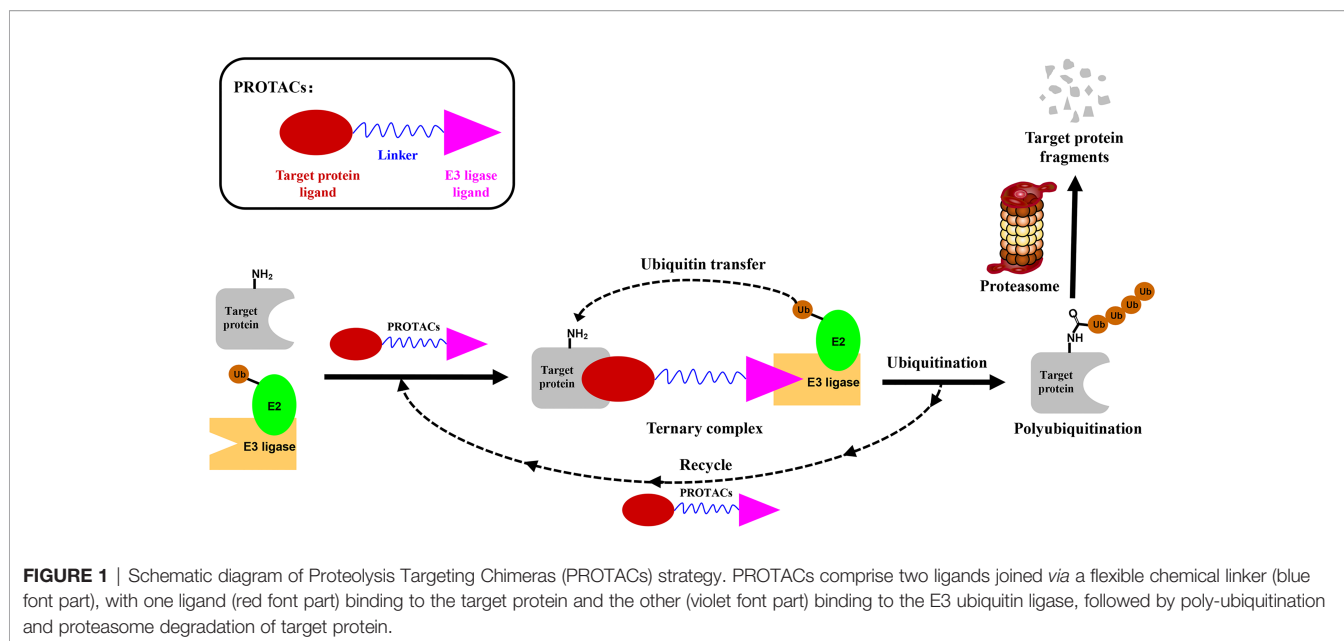 PROTACs:
Linker
Target protein
ligand
E3 ligase
ligand
Target protein
fragments
Proteasome
NH2
Target
protein
Ub
E2
E3 ligase
PROTACs
Ubiquitin transfer
NH2
Target
protein
Ub
E2
E3 ligase
Ternary complex
Recycle
PROTACs
Ubiquitination
Ub
Ub
Ub
Ub
O
NH
Target
protein
Polyubiquitination
FIGURE 1 | Schematic diagram of Proteolysis Targeting Chimeras (PROTACs) strategy. PROTACs comprise two ligands joined via a flexible chemical linker (blue
font part), with one ligand (red font part) binding to the target protein and the other (violet font part) binding to the E3 ubiquitin ligase, followed by poly-ubiquitination
and proteasome degradation of target protein.